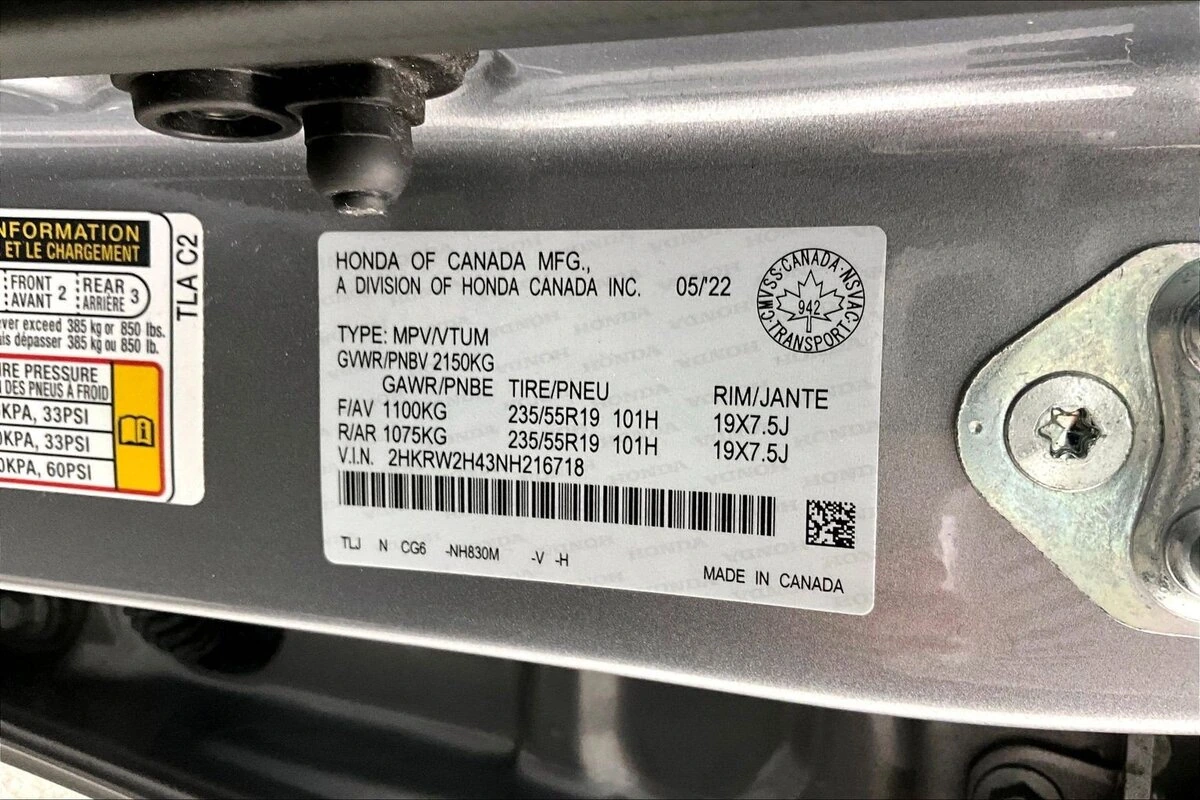 NFORMATION
ET LE CHARGEMENT
FRONT AVANT 2 REAR ARRIÈRE 3
ver exceed 385 kg or 850 lbs.
ais dépasser 385 kg ou 850 lb.
IRE PRESSURE
N DES PNEUS A FROID
KPA, 33PSI
0KPA, 33PSI
0KPA, 60PSI
TLA C2
HONDA OF CANADA MFG.,
A DIVISION OF HONDA CANADA INC. 05/'22
CMVSS·CANADA·NSVAC·TRANSPORT·
942
TYPE: MPV/VTUM
GVWR/PNBV 2150KG
GAWR/PNBE TIRE/PNEU RIM/JANTE
F/AV 1100KG 235/55R19 101H 19X7.5J
R/AR 1075KG 235/55R19 101H 19X7.5J
V.I.N. 2HKRW2H43NH216718
TLJ N CG6 -NH830M -V -H
MADE IN CANADA